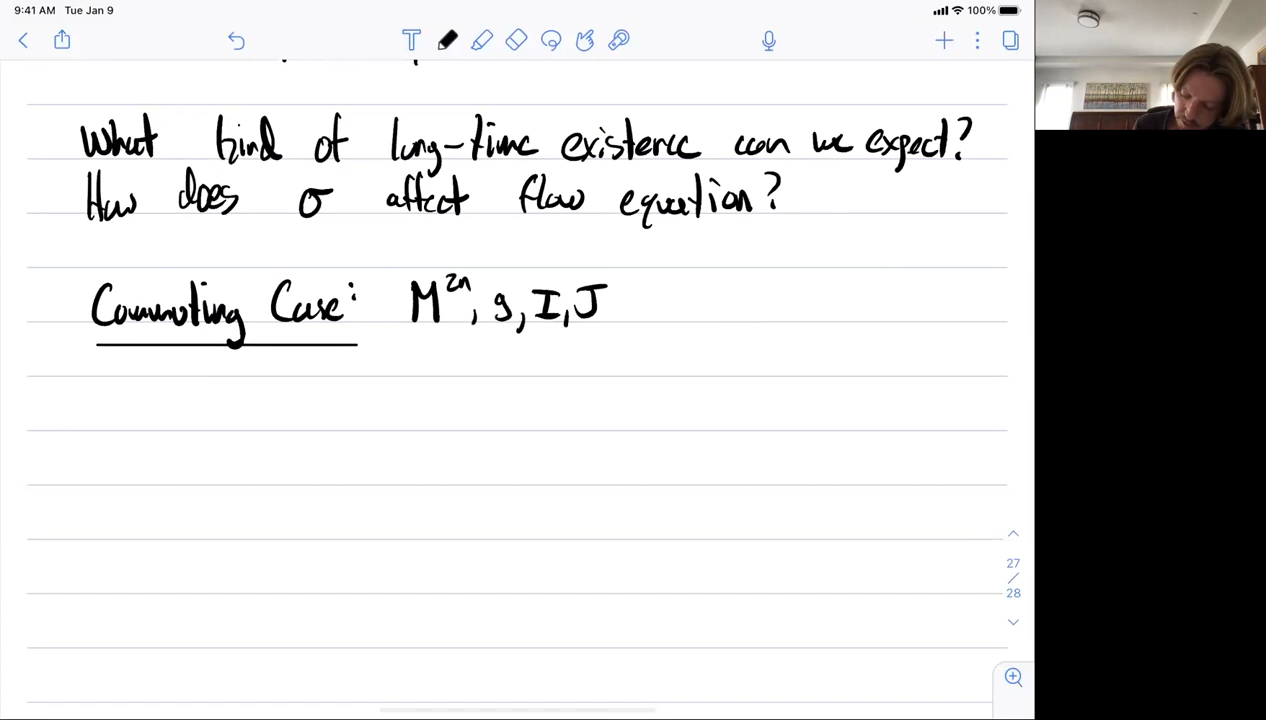 9:41 AM Tue Jan 9
100%
What kind of long-time existence can we expect?
How does σ affect flow equation?
Commuting Case: M²ⁿ, g, I, J
27
/
28